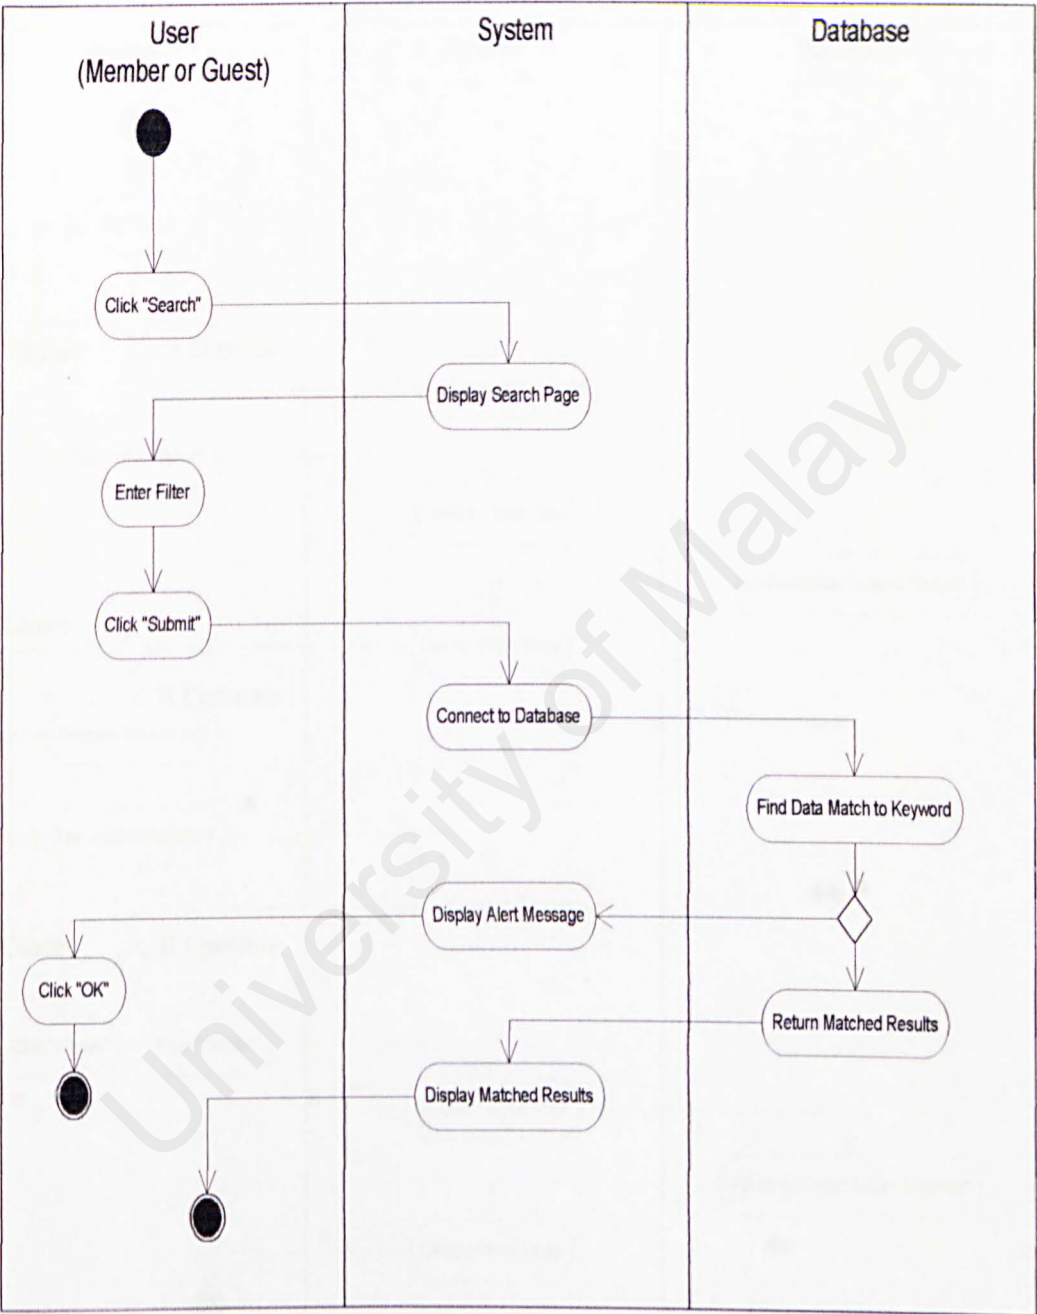 User
(Member or Guest)
System
Database
Click "Search"
Display Search Page
Enter Filter
Click "Submit"
Connect to Database
Find Data Match to Keyword
Display Alert Message
Click "OK"
Return Matched Results
Display Matched Results
University of Malaya